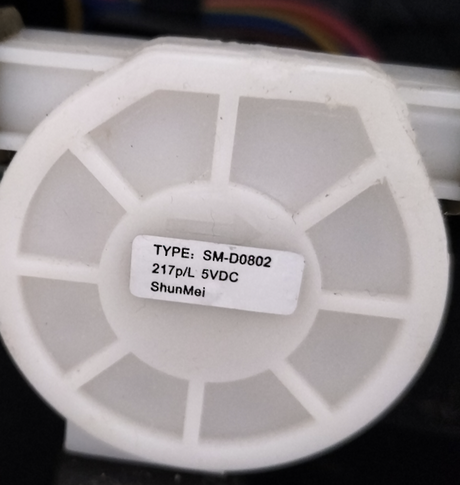 TYPE: SM-D0802
217p/L 5VDC
ShunMei